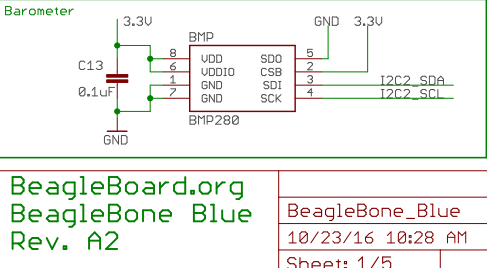 Barometer
3.3V
GND 3.3V
BMP
8 VDD SDO 5
C13 6 VDDIO CSB 2
0.1uF 1 GND SDI 3 I2C2_SDA
7 GND SCK 4 I2C2_SCL
BMP280
GND
BeagleBoard.org
BeagleBone Blue
Rev. A2
BeagleBone_Blue
10/23/16 10:28 AM
Sheet: 1/5